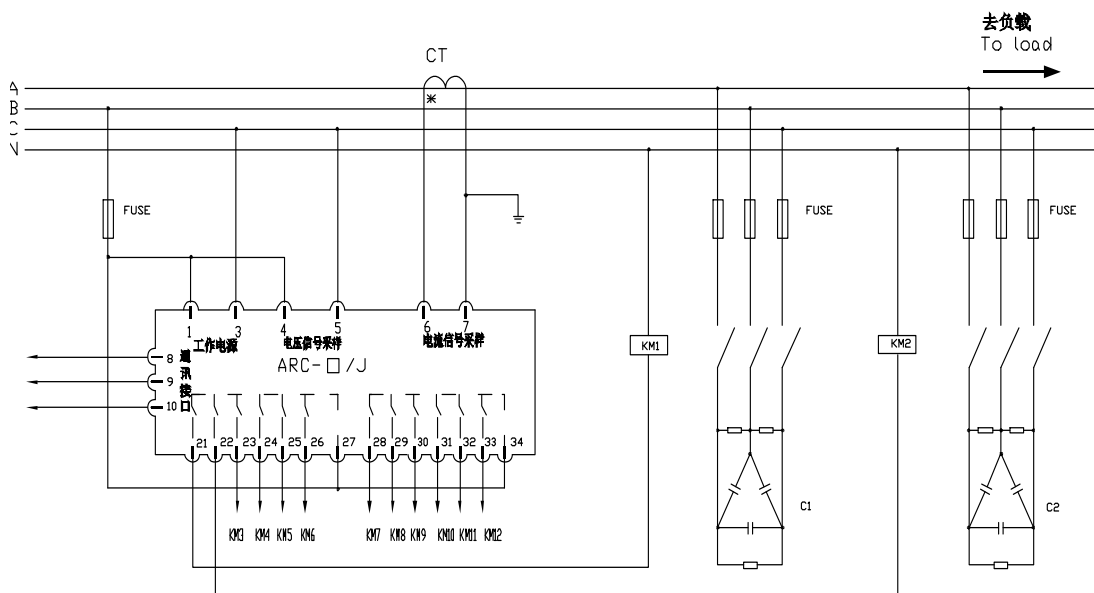 去负载
To load
CT
A
B
C
N
FUSE
FUSE
FUSE
1 3 4 5 6 7
工作电源
电压信号采样
电流信号采样
ARC-□/J
8
9
10
通讯接口
KM1
KM2
21 22 23 24 25 26 27 28 29 30 31 32 33 34
KM3 KM4 KM5 KM6 KM7 KM8 KM9 KM10 KM11 KM12
C1
C2